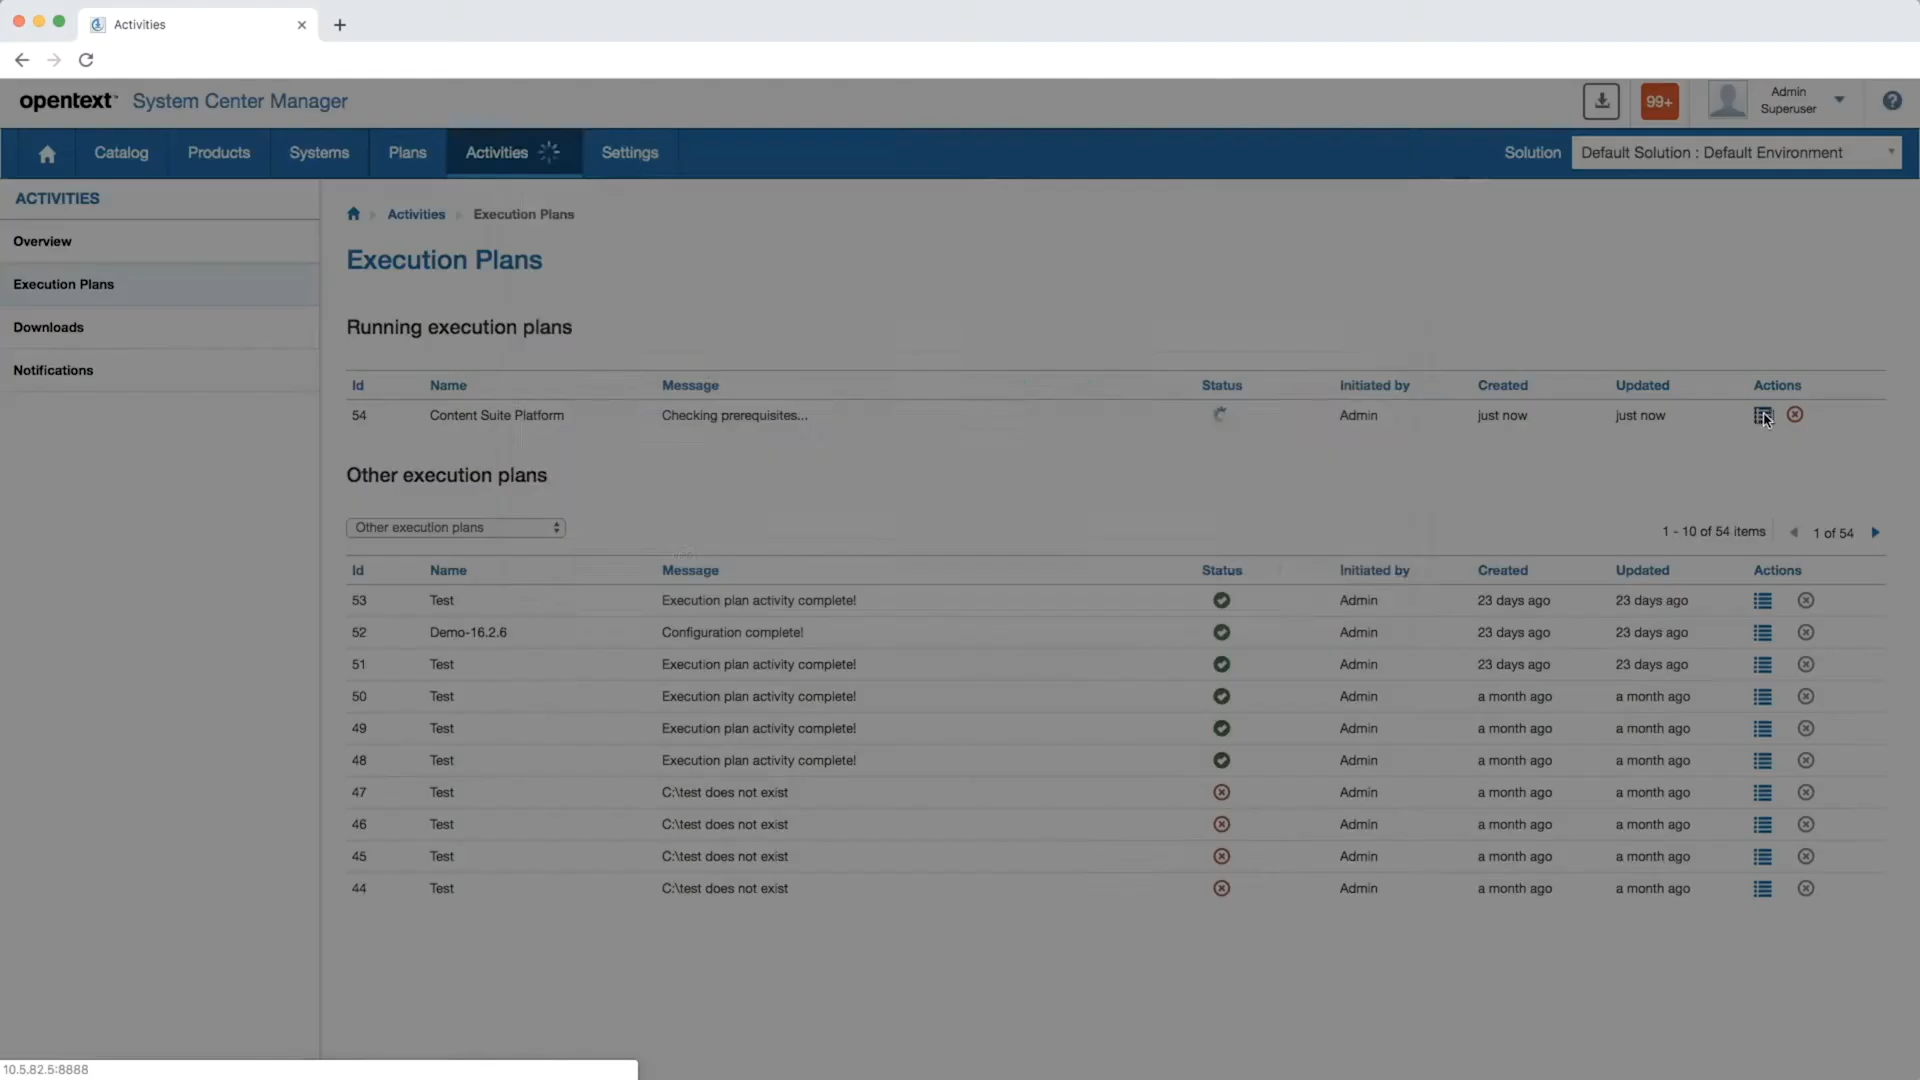 Activities
opentext™ System Center Manager
99+
Admin
Superuser
Catalog Products Systems Plans Activities Settings Solution Default Solution : Default Environment
ACTIVITIES
Overview
Execution Plans
Downloads
Notifications
Activities Execution Plans
Execution Plans
Running execution plans
Id Name Message Status Initiated by Created Updated Actions
54 Content Suite Platform Checking prerequisites... Admin just now just now
Other execution plans
Other execution plans 1 - 10 of 54 items 1 of 54
Id Name Message Status Initiated by Created Updated Actions
53 Test Execution plan activity complete! Admin 23 days ago 23 days ago
52 Demo-16.2.6 Configuration complete! Admin 23 days ago 23 days ago
51 Test Execution plan activity complete! Admin 23 days ago 23 days ago
50 Test Execution plan activity complete! Admin a month ago a month ago
49 Test Execution plan activity complete! Admin a month ago a month ago
48 Test Execution plan activity complete! Admin a month ago a month ago
47 Test C:\test does not exist Admin a month ago a month ago
46 Test C:\test does not exist Admin a month ago a month ago
45 Test C:\test does not exist Admin a month ago a month ago
44 Test C:\test does not exist Admin a month ago a month ago
10.5.82.5:8888